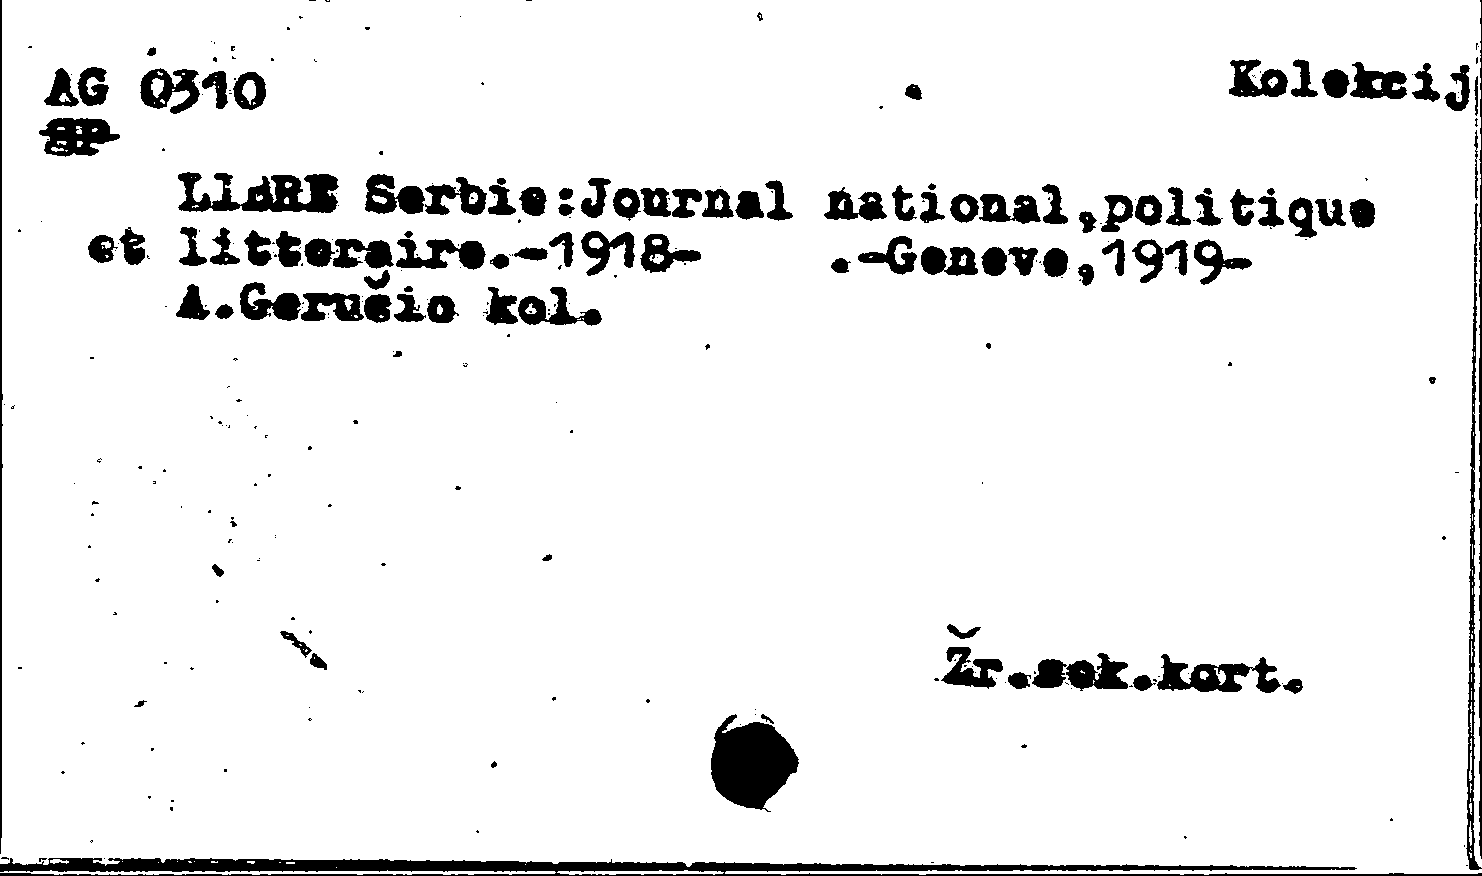 AG 0310 Kolekcij
SP
LIBRE Serbie:Journal national,politique
et litteraire.-1918- .-Geneve,1919-
A.Geručio kol.
Žr.sek.kort.